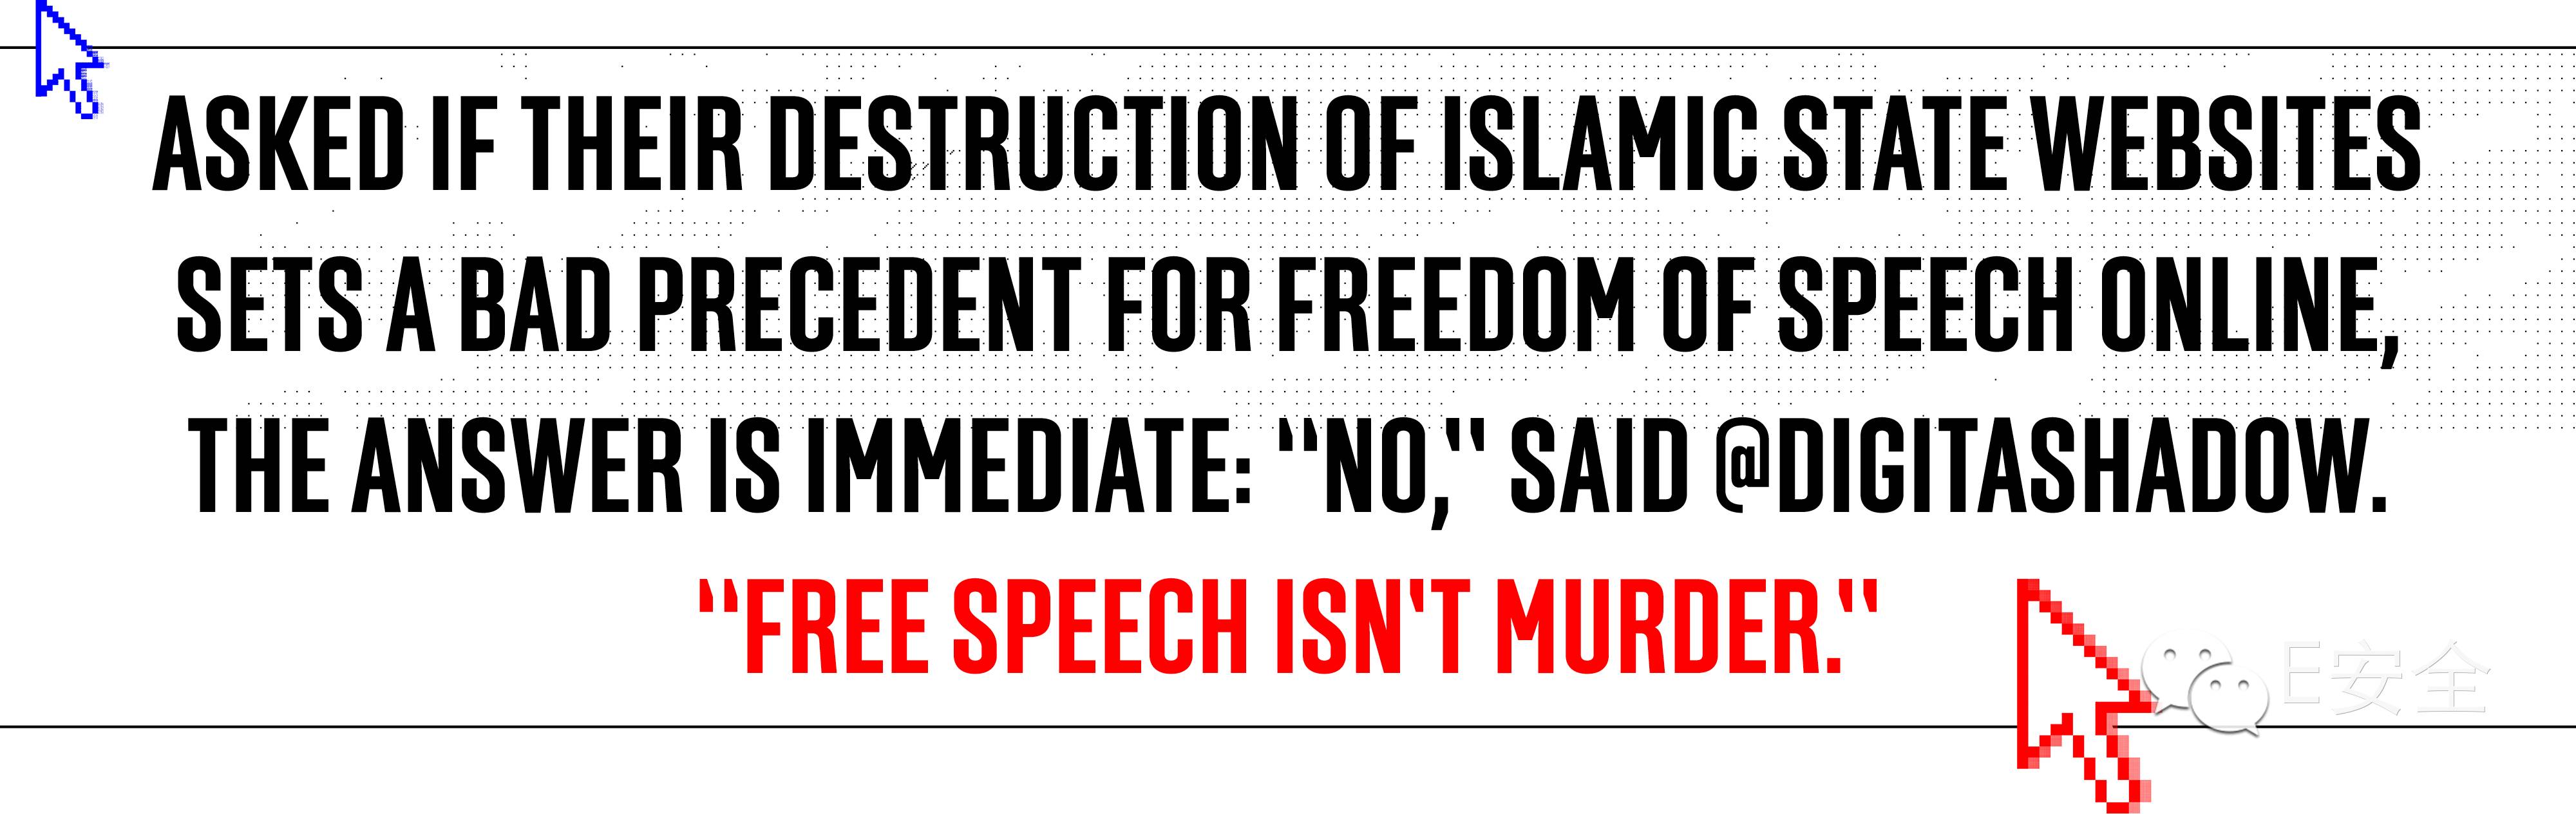 ASKED IF THEIR DESTRUCTION OF ISLAMIC STATE WEBSITES
SETS A BAD PRECEDENT FOR FREEDOM OF SPEECH ONLINE,
THE ANSWER IS IMMEDIATE: "NO," SAID @DIGITASHADOW.
"FREE SPEECH ISN'T MURDER."
E安全